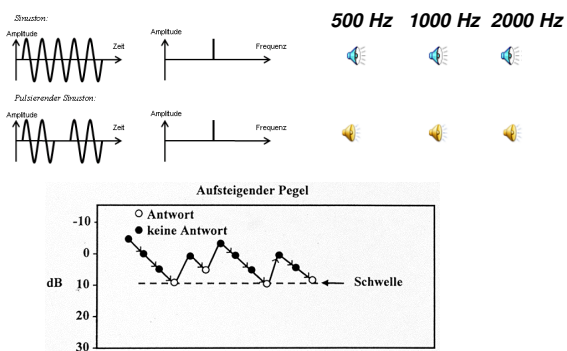 Sinuston:
500 Hz 1000 Hz 2000 Hz
Amplitude
Zeit
Amplitude
Frequenz
Pulsierender Sinuston:
Amplitude
Zeit
Amplitude
Frequenz
Aufsteigender Pegel
Antwort
keine Antwort
-10
0
dB
10
Schwelle
20
30